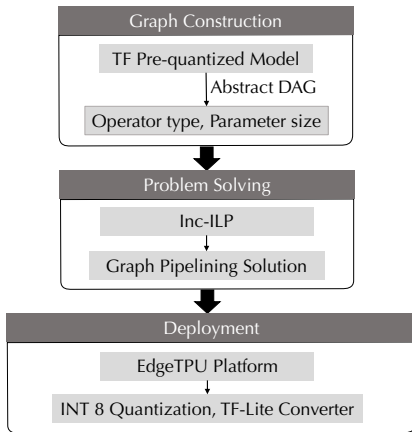 Graph Construction
TF Pre-quantized Model
Abstract DAG
Operator type, Parameter size
Problem Solving
Inc-ILP
Graph Pipelining Solution
Deployment
EdgeTPU Platform
INT 8 Quantization, TF-Lite Converter